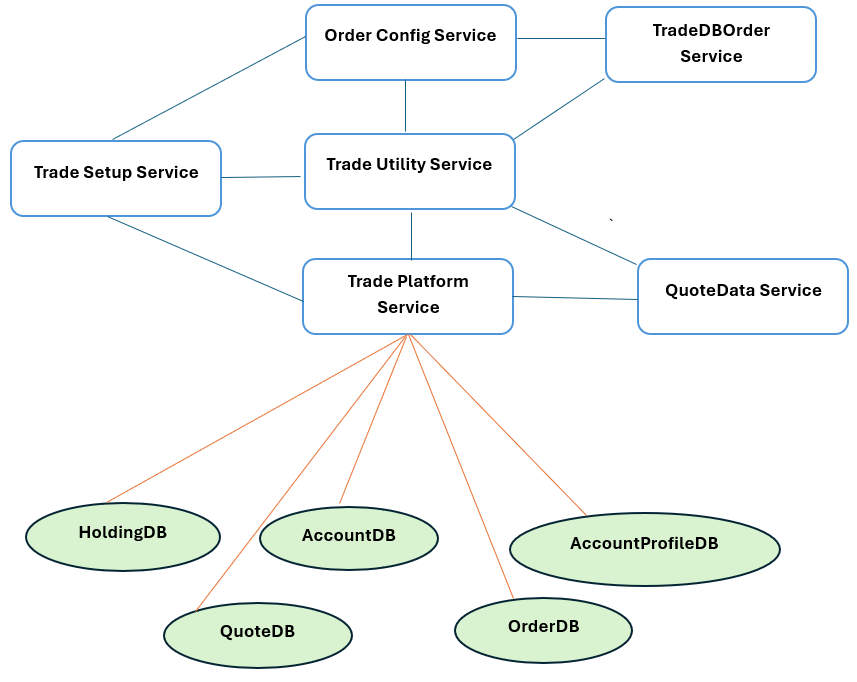 Order Config Service
TradeDBOrder
Service
Trade Setup Service
Trade Utility Service
Trade Platform
Service
QuoteData Service
HoldingDB
AccountDB
AccountProfileDB
QuoteDB
OrderDB